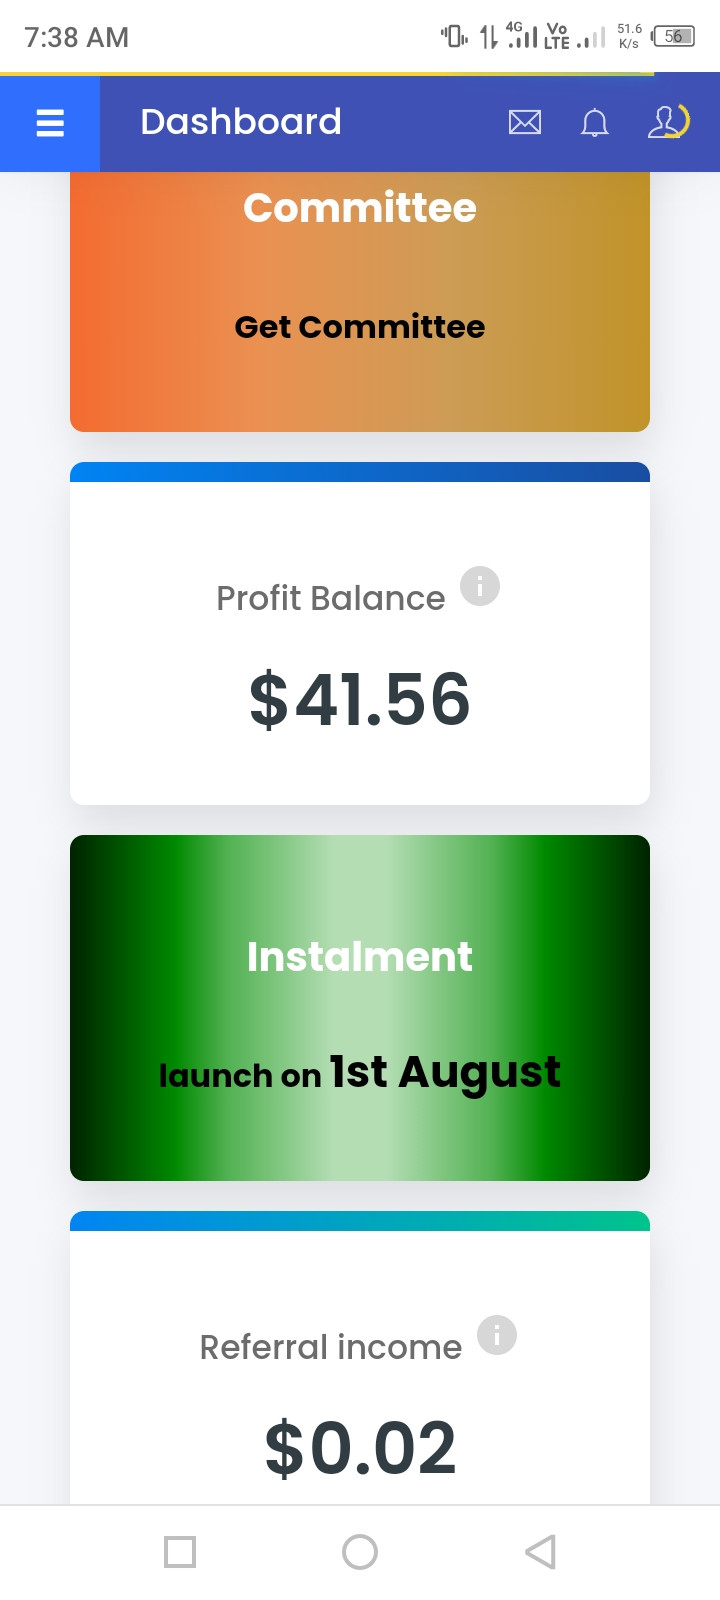 7:38 AM 4G Vo LTE 51.6 K/s 56
Dashboard
Committee
Get Committee
Profit Balance
$41.56
Instalment
launch on 1st August
Referral income
$0.02